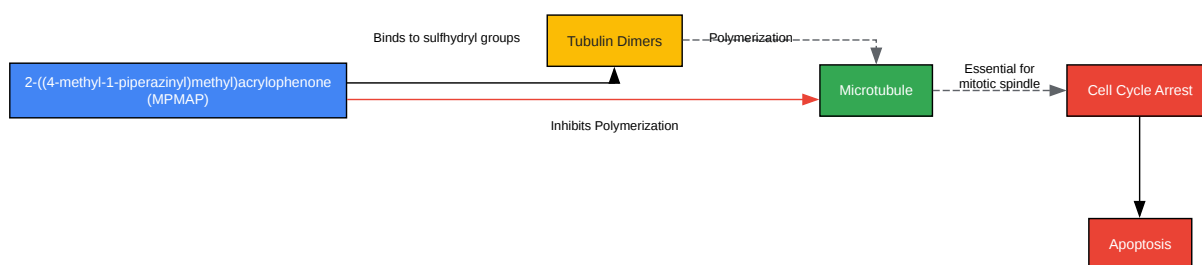 Binds to sulfhydryl groups
Tubulin Dimers
Polymerization
2-((4-methyl-1-piperazinyl)methyl)acrylophenone
(MPMAP)
Inhibits Polymerization
Microtubule
Essential for
mitotic spindle
Cell Cycle Arrest
Apoptosis